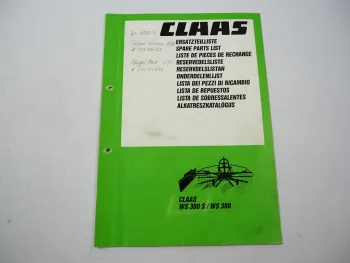 CLAAS
ERSATZTEILLISTE
SPARE PARTS LIST
LISTE DE PIECES DE RECHANGE
RESERVEDELSLISTE
RESERVDELSLISTAN
ONDERDELENLIJST
LISTA DEI PEZZI DI RICAMBIO
LISTA DE REPUESTOS
LISTA DE SOBRESSALENTES
ALKATRÉSZKATALÓGUS
CLAAS
WS 380 S / WS 380